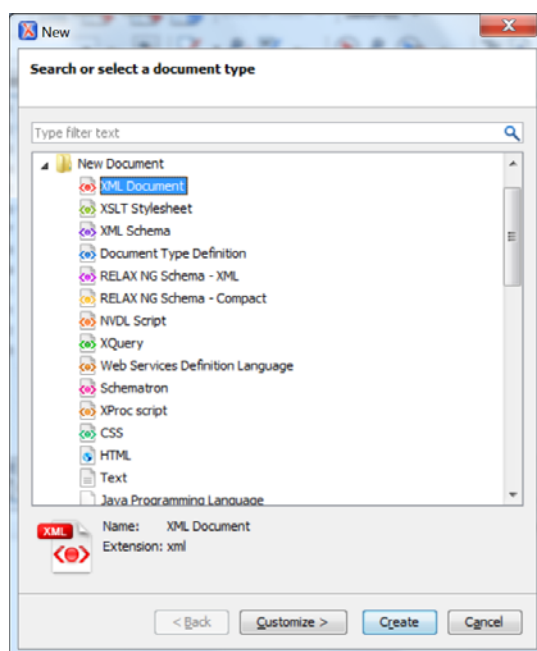 New
Search or select a document type
Type filter text
New Document
XML Document
XSLT Stylesheet
XML Schema
Document Type Definition
RELAX NG Schema - XML
RELAX NG Schema - Compact
NVDL Script
XQuery
Web Services Definition Language
Schematron
XProc script
CSS
HTML
Text
Java Programming Language
XML Name: XML Document
Extension: xml
< Back Customize > Create Cancel